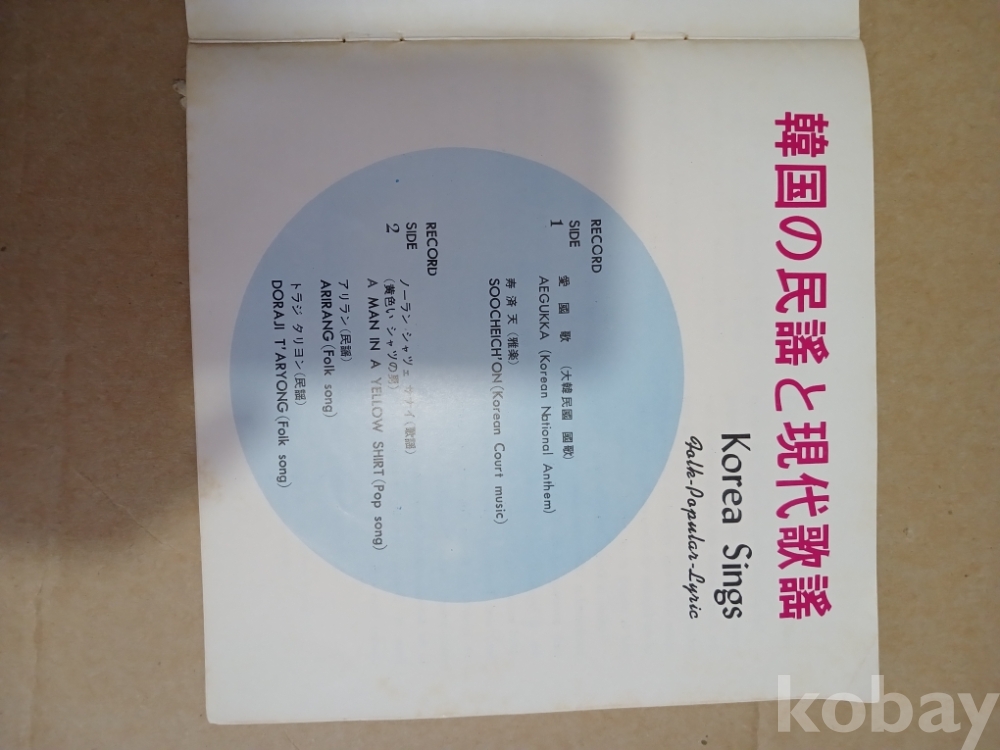 韓国の民謡と現代歌謡
Korea Sings
Folk-Popular-Lyric
RECORD
SIDE
1
愛國歌 (大韓民國 國歌)
AEGUKKA (Korean National Anthem)
寿済天 (雅楽)
SOOCHEICH'ON (Korean Court music)
RECORD
SIDE
2
ノーラン・シャツェ サナイ (歌謡)
(黄色い シャツの男)
A MAN IN A YELLOW SHIRT (Pop song)
アリラン (民謡)
ARIRANG (Folk song)
トラジ タリョン (民謡)
DORAJI T'ARYONG (Folk song)
kobay